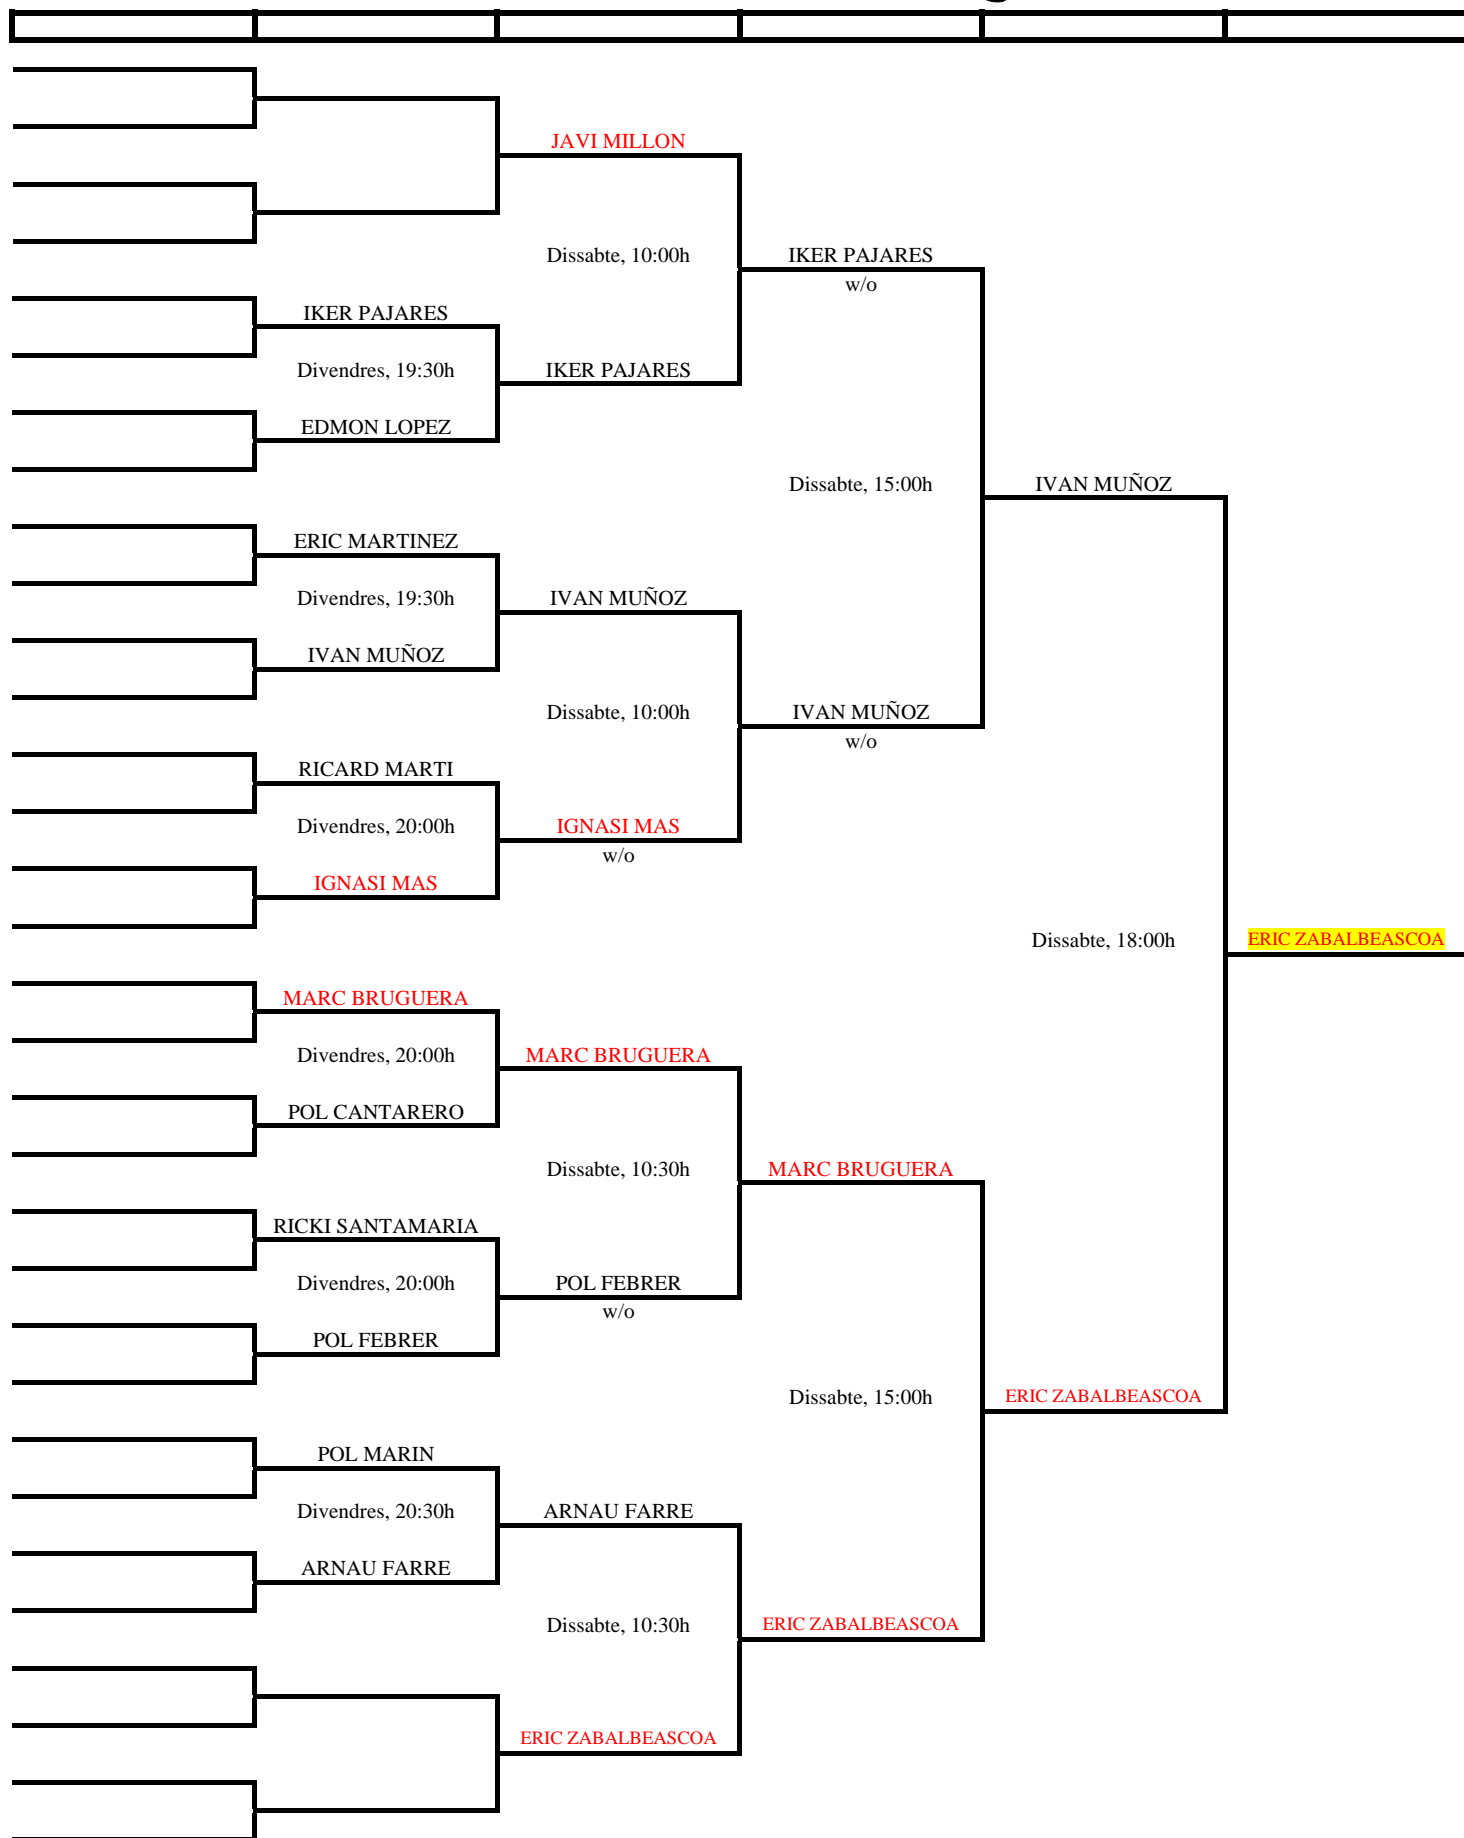 JAVI MILLON
Dissabte, 10:00h
IKER PAJARES
w/o
IKER PAJARES
Divendres, 19:30h
IKER PAJARES
EDMON LOPEZ
Dissabte, 15:00h
IVAN MUÑOZ
ERIC MARTINEZ
Divendres, 19:30h
IVAN MUÑOZ
IVAN MUÑOZ
Dissabte, 10:00h
IVAN MUÑOZ
w/o
RICARD MARTI
Divendres, 20:00h
IGNASI MAS
w/o
IGNASI MAS
Dissabte, 18:00h
ERIC ZABALBEASCOA
MARC BRUGUERA
Divendres, 20:00h
MARC BRUGUERA
POL CANTARERO
Dissabte, 10:30h
MARC BRUGUERA
RICKI SANTAMARIA
Divendres, 20:00h
POL FEBRER
w/o
POL FEBRER
Dissabte, 15:00h
ERIC ZABALBEASCOA
POL MARIN
Divendres, 20:30h
ARNAU FARRE
ARNAU FARRE
Dissabte, 10:30h
ERIC ZABALBEASCOA
ERIC ZABALBEASCOA